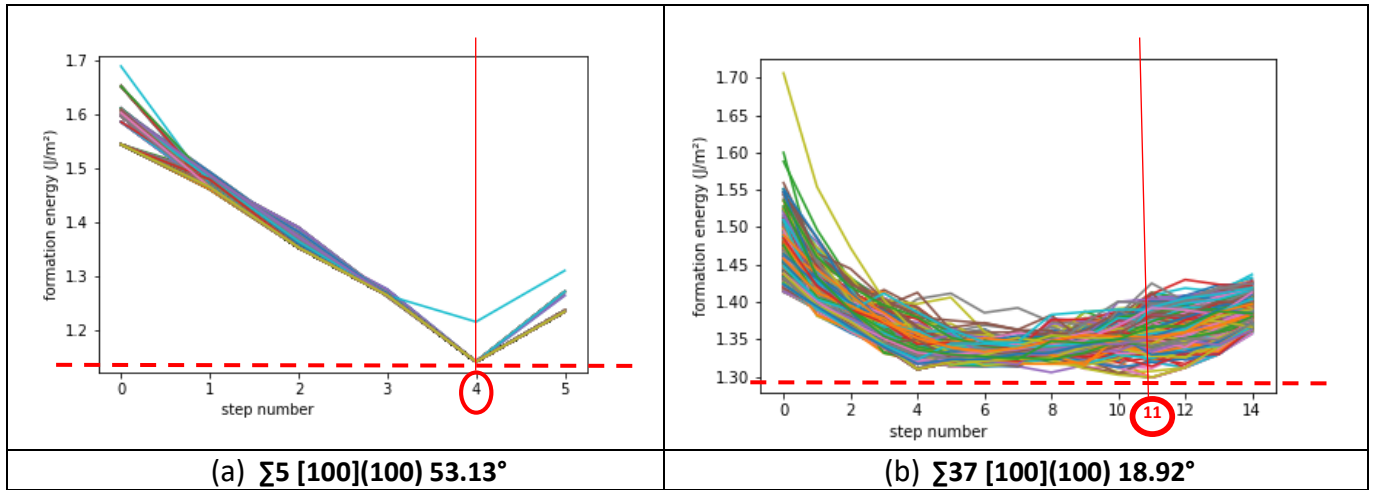 1.7
1.6
1.5
1.4
1.3
1.2
formation energy (J/m²)
0 1 2 3 4 5
step number
1.70
1.65
1.60
1.55
1.50
1.45
1.40
1.35
1.30
formation energy (J/m²)
0 2 4 6 8 10 11 12 14
step number
(a) ∑5 [100](100) 53.13°
(b) ∑37 [100](100) 18.92°